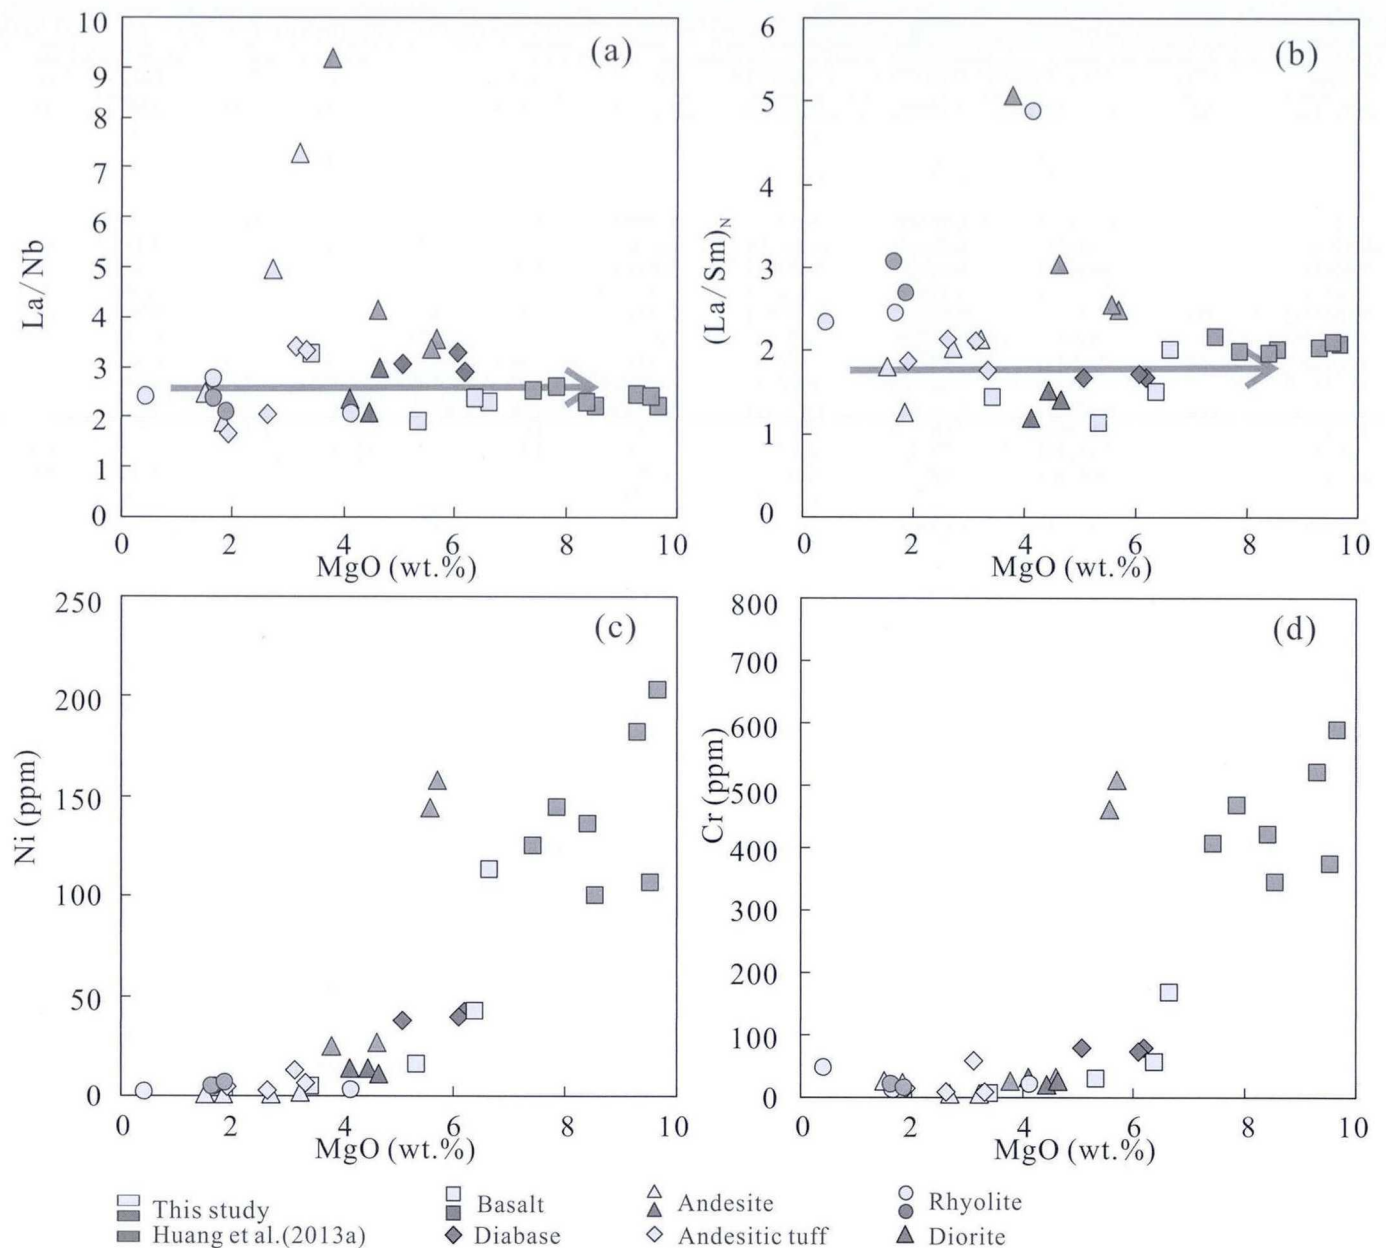 10
9
8
7
6
5
4
3
2
1
0
La/Nb
(a)
0 2 4 6 8 10
MgO (wt.%)
6
5
4
3
2
1
0
(La/Sm)N
(b)
0 2 4 6 8 10
MgO (wt.%)
250
200
150
100
50
0
Ni (ppm)
(c)
0 2 4 6 8 10
MgO (wt.%)
800
700
600
500
400
300
200
100
0
Cr (ppm)
(d)
0 2 4 6 8 10
MgO (wt.%)
This study
Huang et al.(2013a)
Basalt
Diabase
Andesite
Andesitic tuff
Rhyolite
Diorite